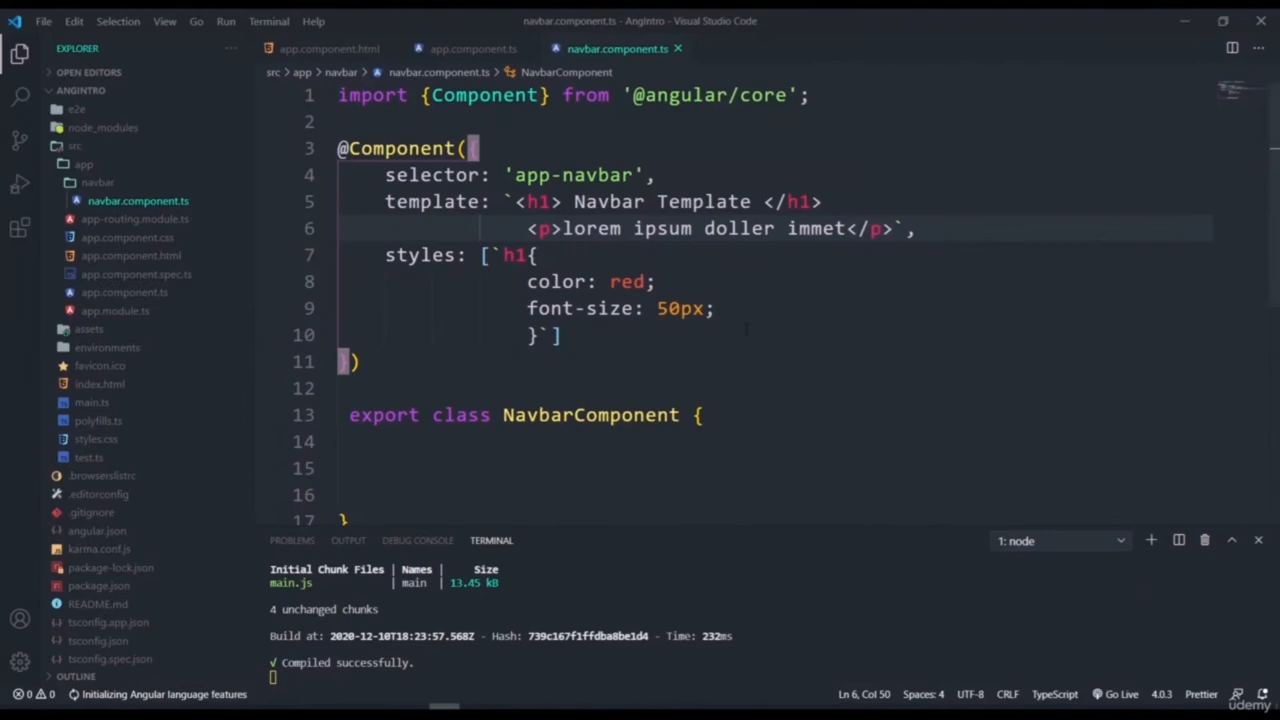 File Edit Selection View Go Run Terminal Help navbar.component.ts - AngIntro - Visual Studio Code
EXPLORER
OPEN EDITORS
ANGINTRO
e2e
node_modules
src
app
navbar
navbar.component.ts
app-routing.module.ts
app.component.css
app.component.html
app.component.spec.ts
app.component.ts
app.module.ts
assets
environments
favicon.ico
index.html
main.ts
polyfills.ts
styles.css
test.ts
.browserslistrc
.editorconfig
.gitignore
angular.json
karma.conf.js
package-lock.json
package.json
README.md
tsconfig.app.json
tsconfig.json
tsconfig.spec.json
OUTLINE
app.component.html app.component.ts navbar.component.ts
src > app > navbar > navbar.component.ts > NavbarComponent
1 import {Component} from '@angular/core';
2
3 @Component({
4 selector: 'app-navbar',
5 template: `<h1> Navbar Template </h1>
6 <p>lorem ipsum doller immet</p>`,
7 styles: [`h1{
8 color: red;
9 font-size: 50px;
10 }`]
11 })
12
13 export class NavbarComponent {
14
15
16
17 }
PROBLEMS OUTPUT DEBUG CONSOLE TERMINAL 1: node
Initial Chunk Files | Names | Size
main.js | main | 13.45 kB
4 unchanged chunks
Build at: 2020-12-10T18:23:57.568Z - Hash: 739c167f1ffdba8be1d4 - Time: 232ms
√ Compiled successfully.
0 0 Initializing Angular language features Ln 6, Col 50 Spaces: 4 UTF-8 CRLF TypeScript Go Live 4.0.3 Prettier
udemy